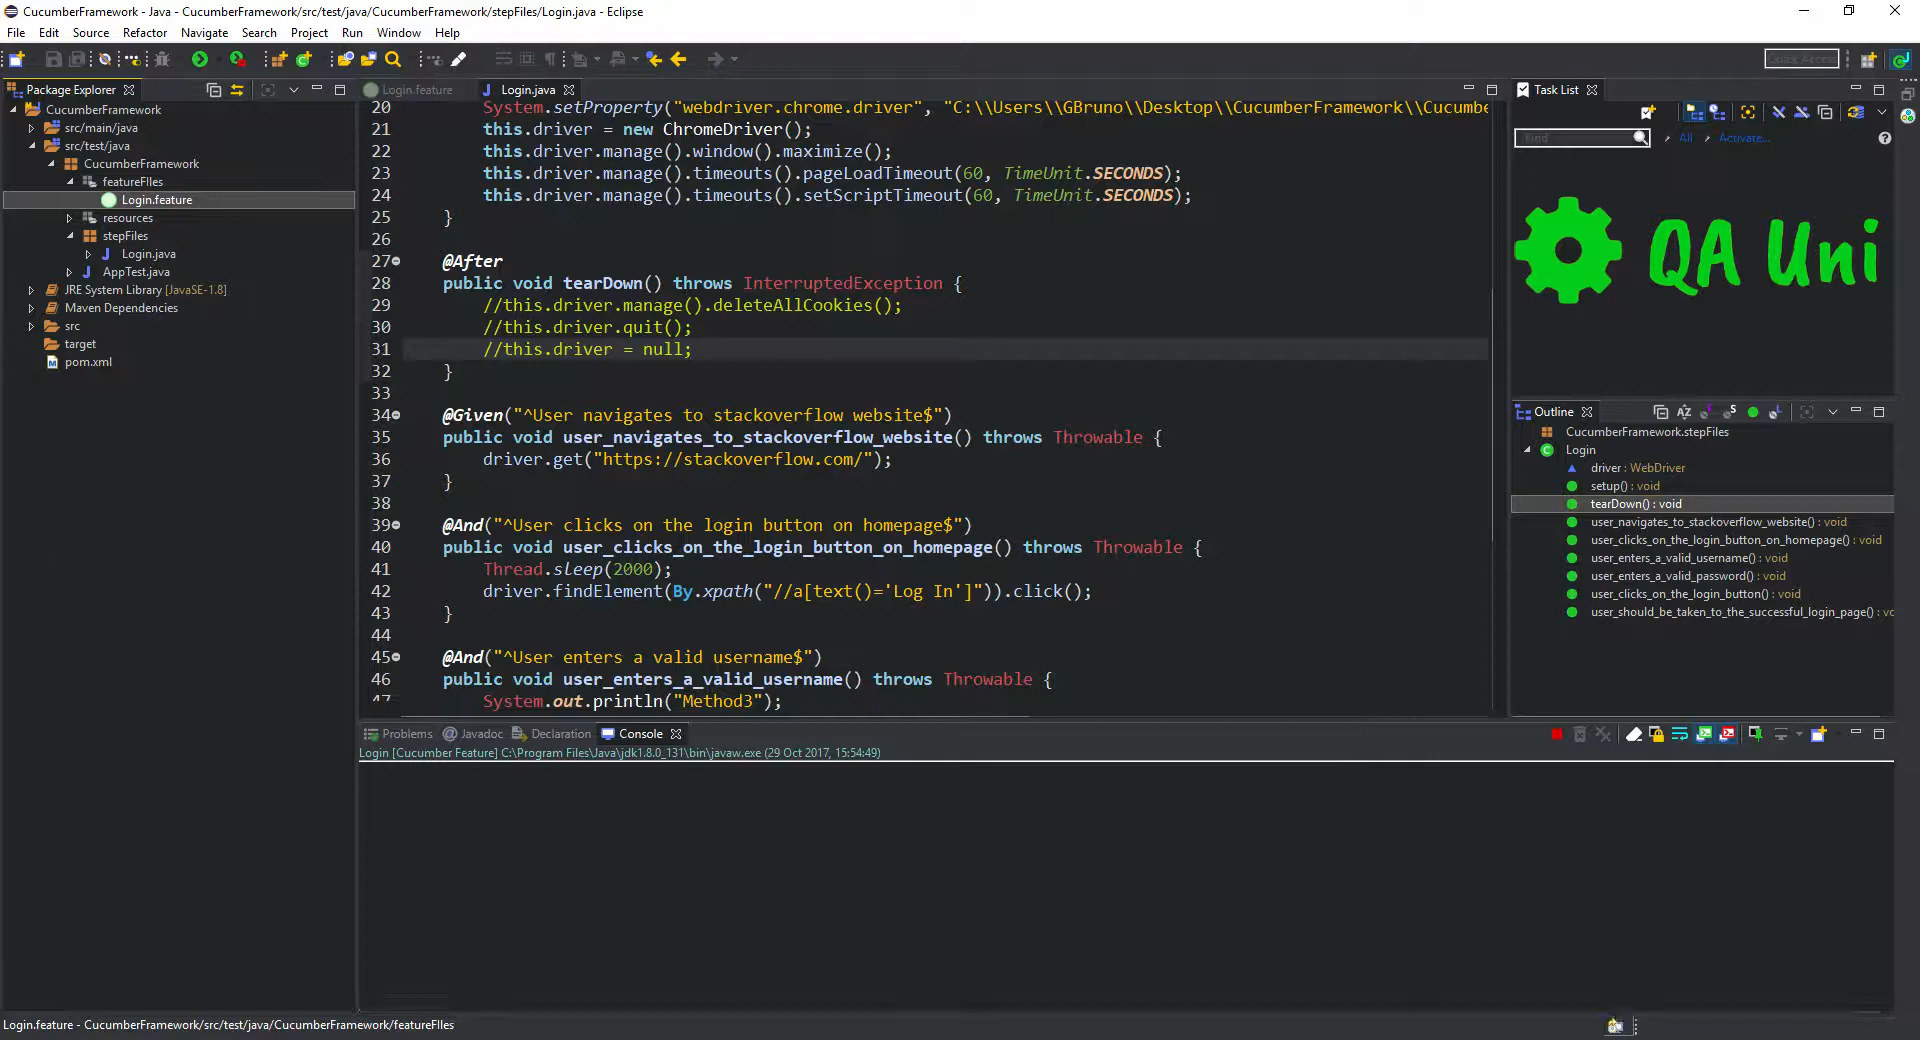 CucumberFramework - Java - CucumberFramework/src/test/java/CucumberFramework/stepFiles/Login.java - Eclipse
File Edit Source Refactor Navigate Search Project Run Window Help
Quick Access
Package Explorer
CucumberFramework
src/main/java
src/test/java
CucumberFramework
featureFIles
Login.feature
resources
stepFiles
Login.java
AppTest.java
JRE System Library [JavaSE-1.8]
Maven Dependencies
src
target
pom.xml
Login.feature Login.java
20 System.setProperty("webdriver.chrome.driver", "C:\\Users\\GBruno\\Desktop\\CucumberFramework\\Cucumbe
21 this.driver = new ChromeDriver();
22 this.driver.manage().window().maximize();
23 this.driver.manage().timeouts().pageLoadTimeout(60, TimeUnit.SECONDS);
24 this.driver.manage().timeouts().setScriptTimeout(60, TimeUnit.SECONDS);
25 }
26
27 @After
28 public void tearDown() throws InterruptedException {
29 //this.driver.manage().deleteAllCookies();
30 //this.driver.quit();
31 //this.driver = null;
32 }
33
34 @Given("^User navigates to stackoverflow website$")
35 public void user_navigates_to_stackoverflow_website() throws Throwable {
36 driver.get("https://stackoverflow.com/");
37 }
38
39 @And("^User clicks on the login button on homepage$")
40 public void user_clicks_on_the_login_button_on_homepage() throws Throwable {
41 Thread.sleep(2000);
42 driver.findElement(By.xpath("//a[text()='Log In']")).click();
43 }
44
45 @And("^User enters a valid username$")
46 public void user_enters_a_valid_username() throws Throwable {
47 System.out.println("Method3");
Task List
Find All Activate...
QA Uni
Outline
CucumberFramework.stepFiles
Login
driver : WebDriver
setup() : void
tearDown() : void
user_navigates_to_stackoverflow_website() : void
user_clicks_on_the_login_button_on_homepage() : void
user_enters_a_valid_username() : void
user_enters_a_valid_password() : void
user_clicks_on_the_login_button() : void
user_should_be_taken_to_the_successful_login_page() : vo
Problems Javadoc Declaration Console
Login [Cucumber Feature] C:\Program Files\Java\jdk1.8.0_131\bin\javaw.exe (29 Oct 2017, 15:54:49)
Login.feature - CucumberFramework/src/test/java/CucumberFramework/featureFIles